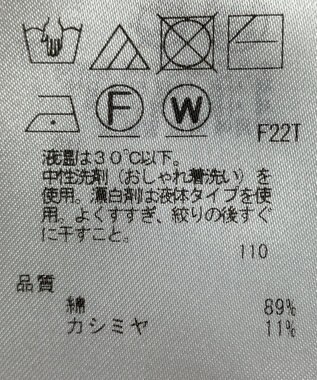 F W
F22T
液温は30℃以下。
中性洗剤(おしゃれ着洗い)を
使用。漂白剤は液体タイプを使
用。よくすすぎ、絞りの後すぐ
に干すこと。
110
品質
綿 89%
カシミヤ 11%